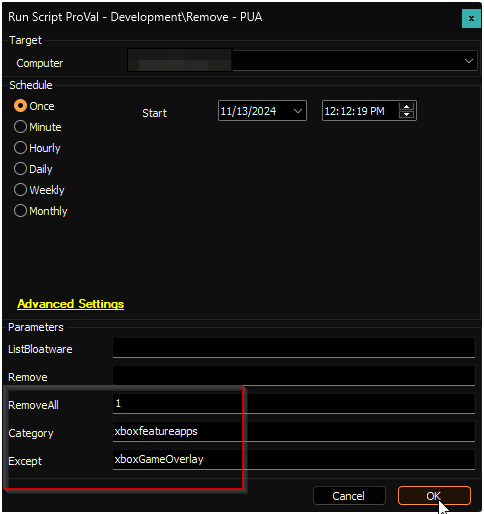 Run Script ProVal - Development\Remove - PUA x
Target
Computer
Schedule
Once
Start 11/13/2024 12:12:19 PM
Minute
Hourly
Daily
Weekly
Monthly
Advanced Settings
Parameters
ListBloatware
Remove
RemoveAll 1
Category xboxfeatureapps
Except xboxGameOverlay
Cancel OK